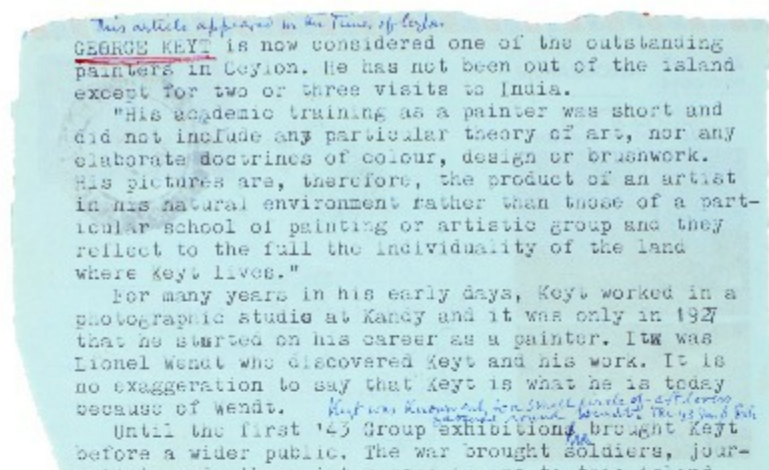 This article appeared in the Times of Ceylon
GEORGE KEYT is now considered one of the outstanding
painters in Ceylon. He has not been out of the island
except for two or three visits to India.
"His academic training as a painter was short and
did not include any particular theory of art, nor any
elaborate doctrines of colour, design or brushwork.
His pictures are, therefore, the product of an artist
in his natural environment rather than those of a part-
icular school of painting or artistic group and they
reflect to the full the individuality of the land
where Keyt lives."
For many years in his early days, Keyt worked in a
photographic studio at Kandy and it was only in 1927
that he started on his career as a painter. Itx was
Lionel Wendt who discovered Keyt and his work. It is
no exaggeration to say that Keyt is what he is today
because of Wendt.
Keyt was known only to a small circle of art lovers
Wendt. The 43 Group
Until the first '43 Group exhibition brought Keyt
before a wider public. The war brought soldiers, jour-